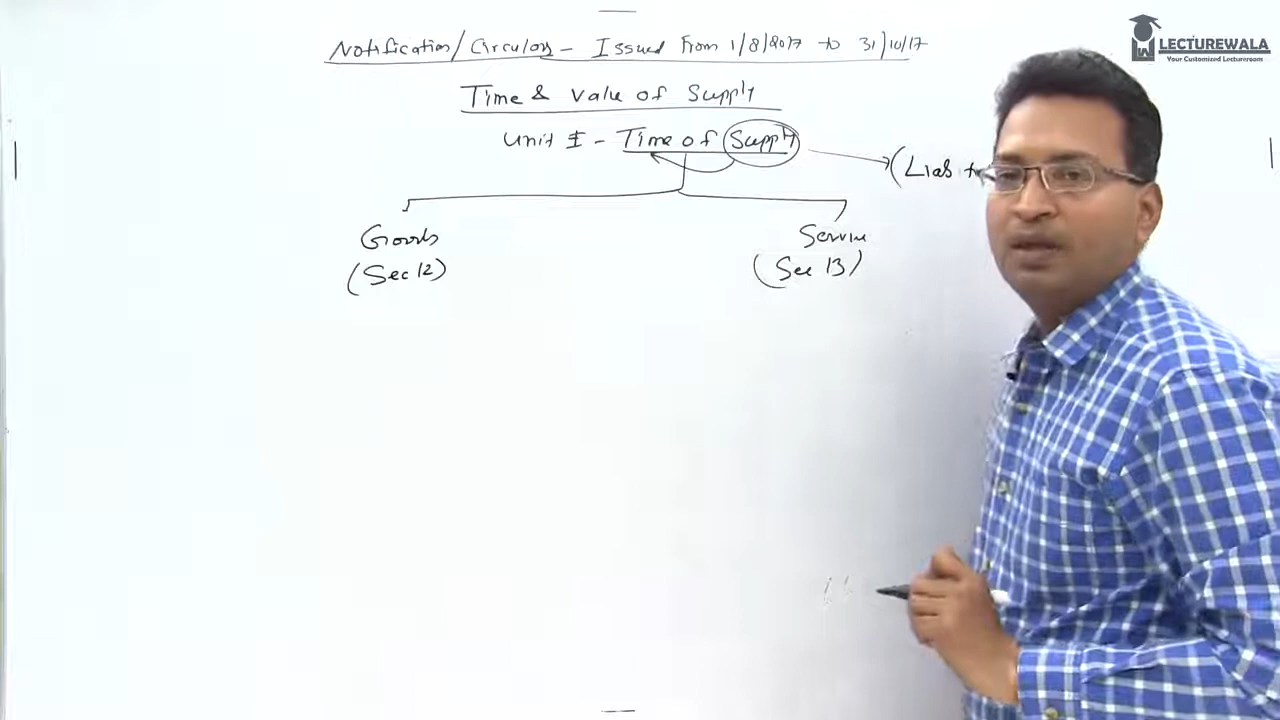 Notification/Circulars - Issued From 1/8/2017 to 31/10/17
LECTUREWALA
Your Customized Lectureroom
Time & Value of Supply
Unit I - Time of Supply
(Liab
Goods
Service
(Sec 12)
(Sec 13)